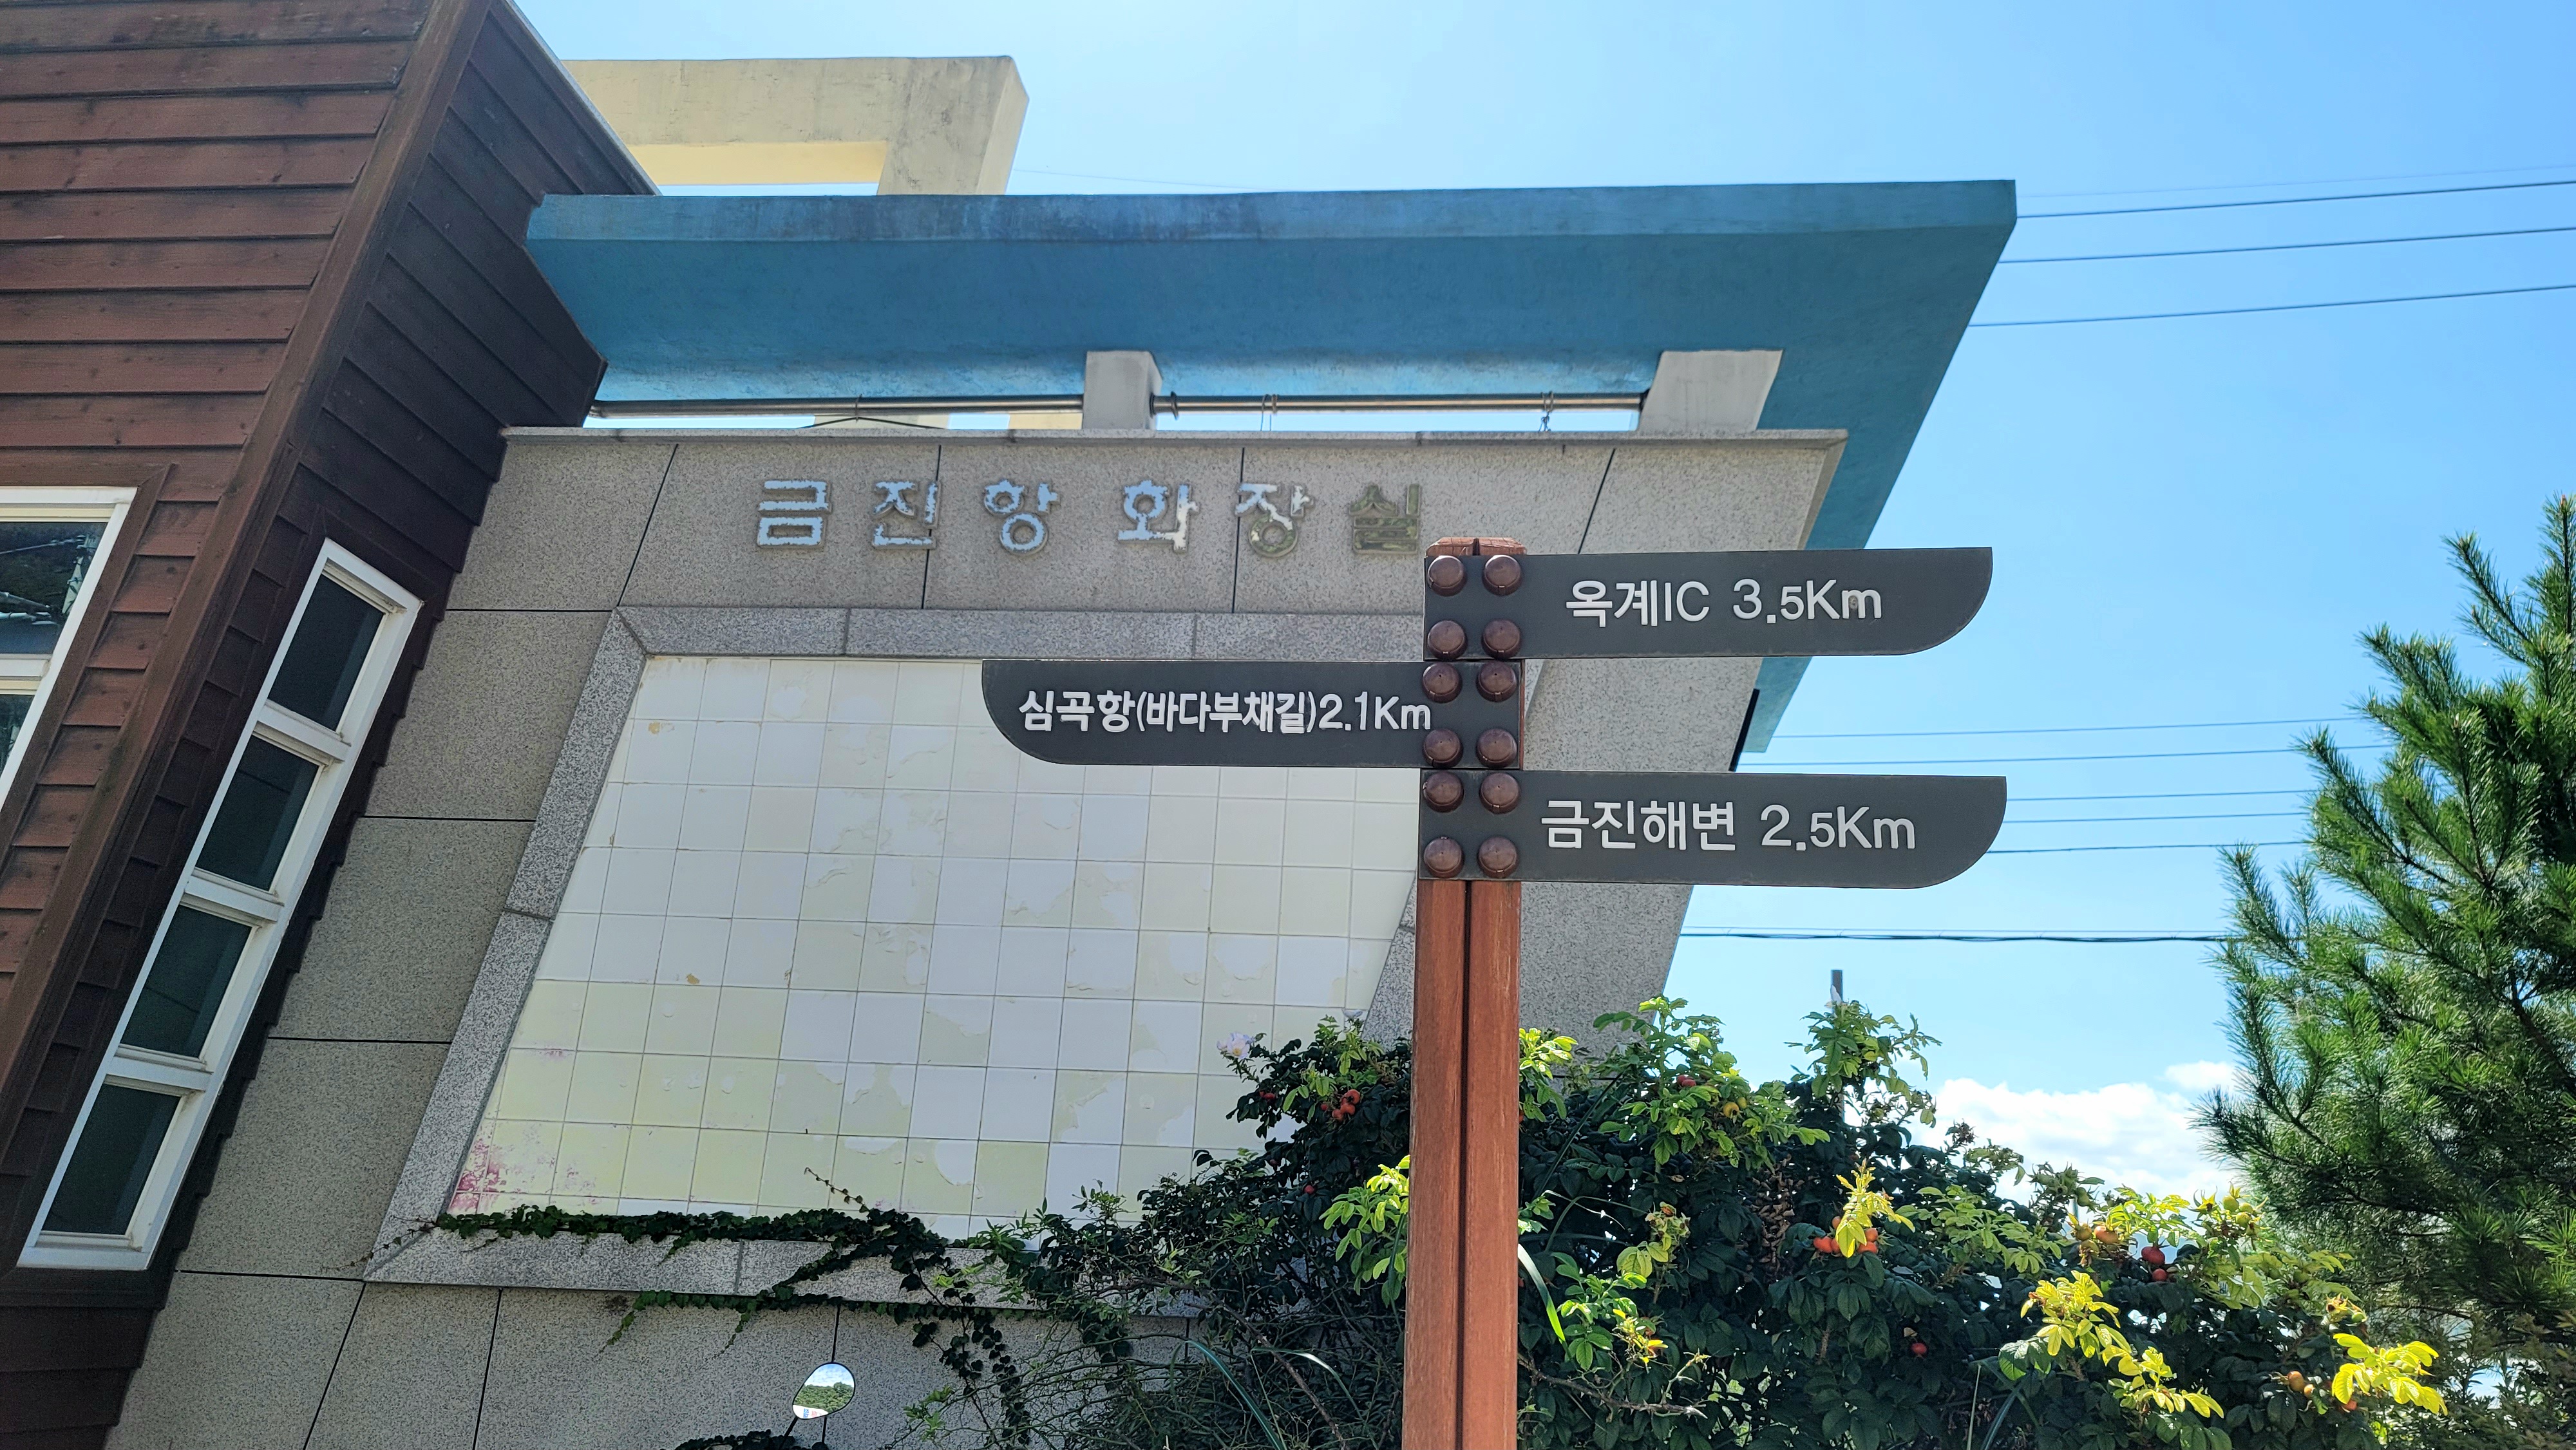 금진항 화장실
옥계IC 3.5Km
심곡항(바다부채길)2.1Km
금진해변 2.5Km